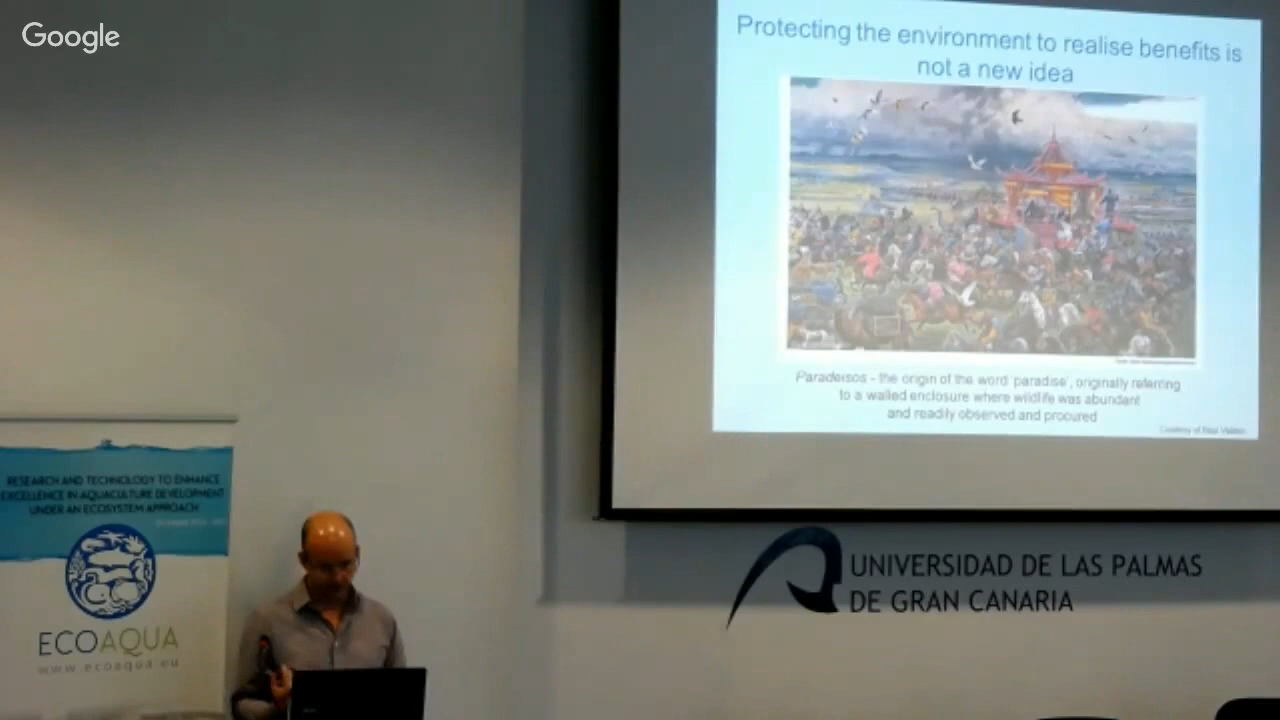 Google
Protecting the environment to realise benefits is
not a new idea
Paradeisos - the origin of the word 'paradise', originally referring
to a walled enclosure where wildlife was abundant
and readily observed and procured
Courtesy of
RESEARCH AND TECHNOLOGY TO ENHANCE
EXCELLENCE IN AQUACULTURE DEVELOPMENT
UNDER AN ECOSYSTEM APPROACH
ECOAQUA
www.ecoaqua.eu
UNIVERSIDAD DE LAS PALMAS
DE GRAN CANARIA